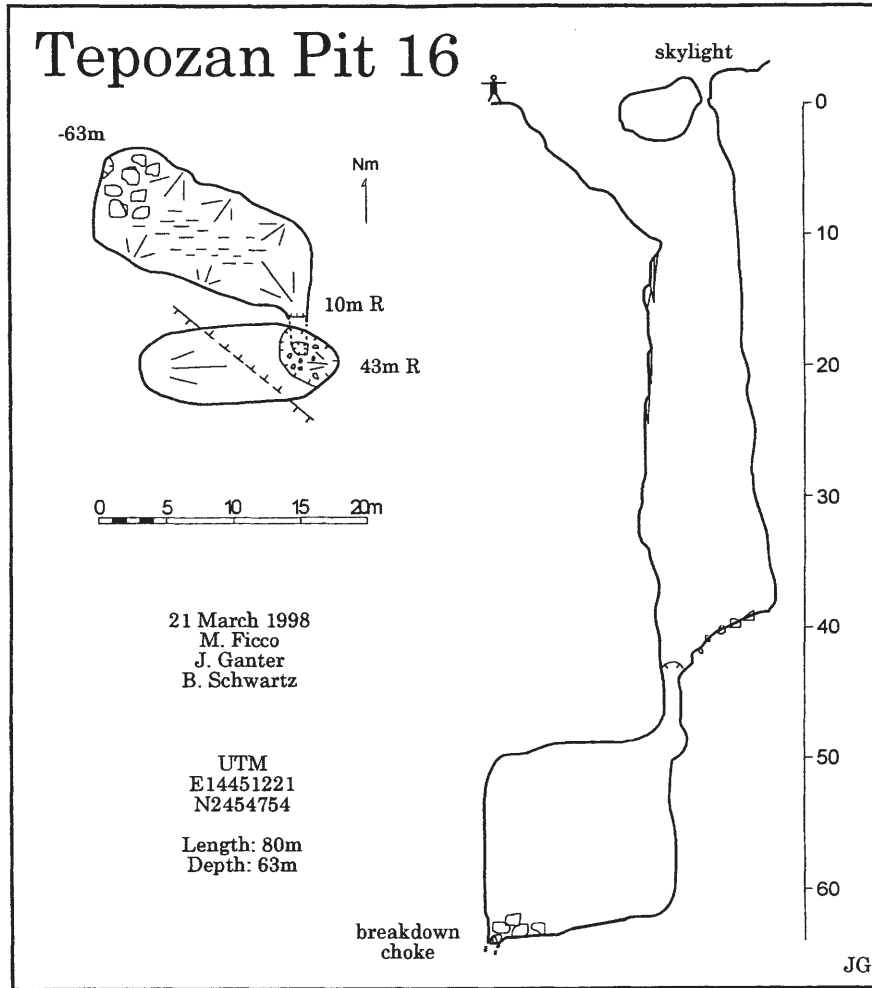 Tepozan Pit 16
skylight
-63m
Nm
10m R
43m R
0 5 10 15 20m
21 March 1998
M. Ficco
J. Ganter
B. Schwartz
UTM
E14451221
N2454754
Length: 80m
Depth: 63m
breakdown
choke
0
10
20
30
40
50
60
JG